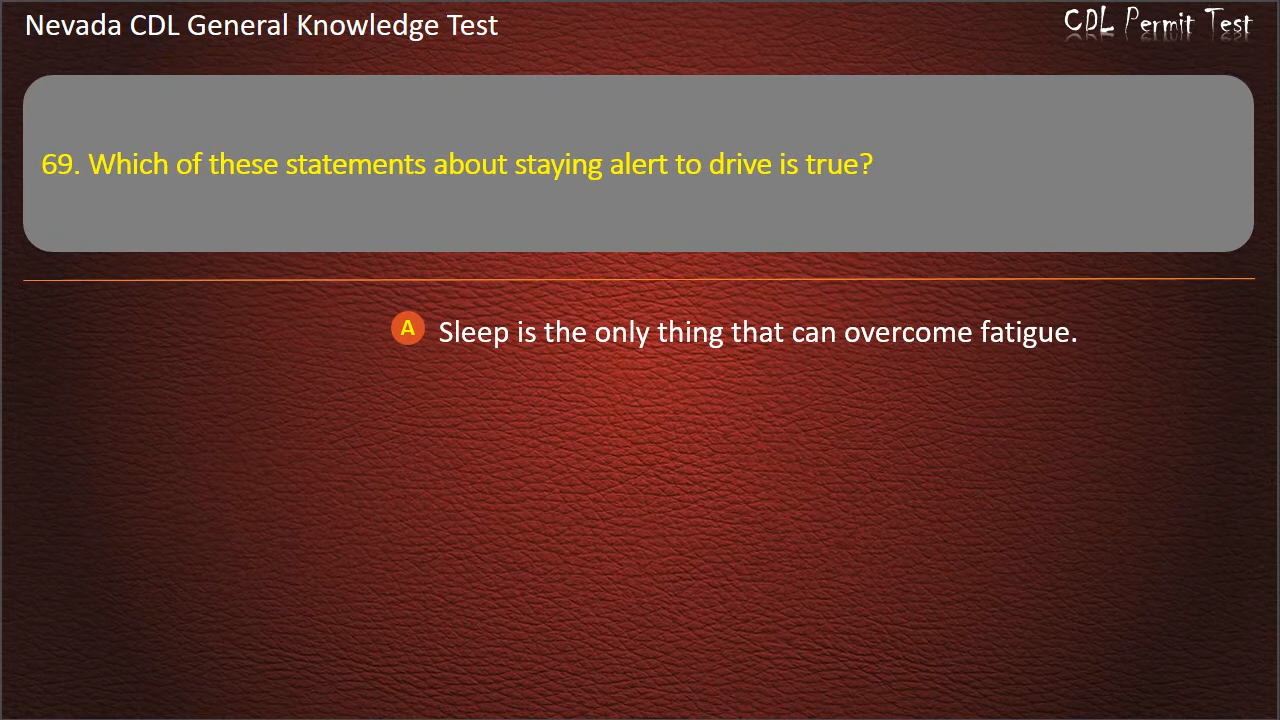 Nevada CDL General Knowledge Test
CDL Permit Test
69. Which of these statements about staying alert to drive is true?
A Sleep is the only thing that can overcome fatigue.